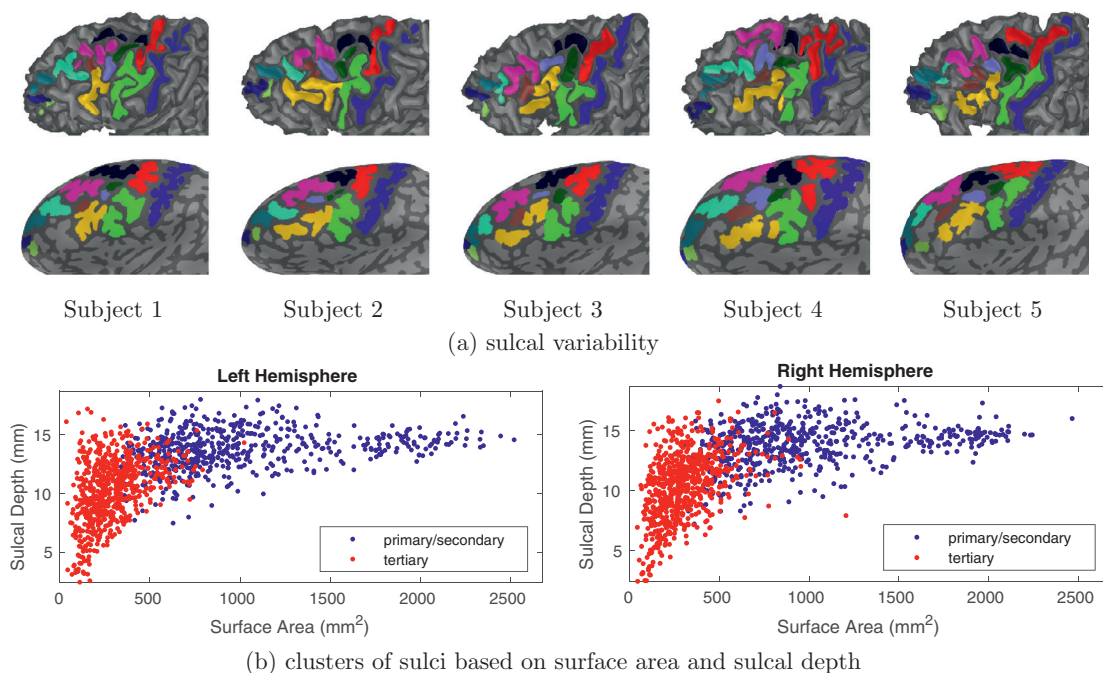 Subject 1 Subject 2 Subject 3 Subject 4 Subject 5
(a) sulcal variability
Left Hemisphere
Sulcal Depth (mm)
15
10
5
primary/secondary
tertiary
0 500 1000 1500 2000 2500
Surface Area (mm²)
Right Hemisphere
Sulcal Depth (mm)
15
10
5
primary/secondary
tertiary
0 500 1000 1500 2000 2500
Surface Area (mm²)
(b) clusters of sulci based on surface area and sulcal depth